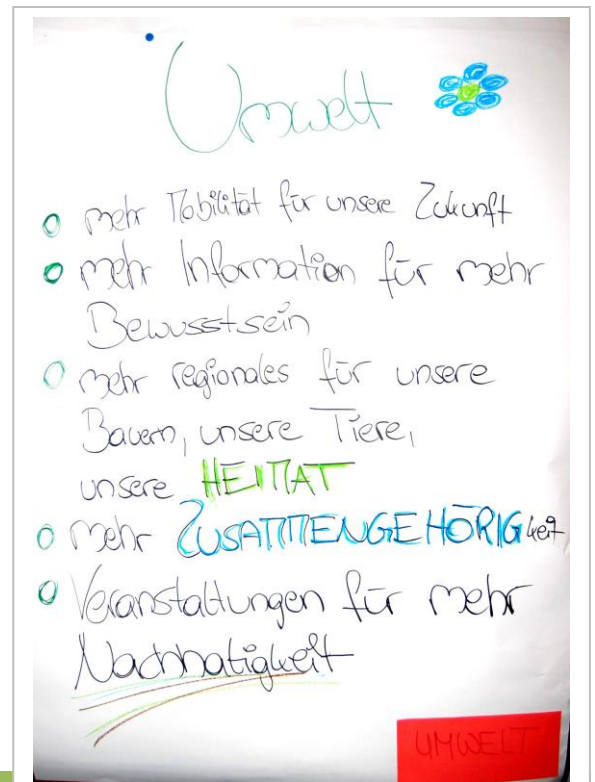 Umwelt
mehr Mobilität für unsere Zukunft
mehr Information für mehr
Bewusstsein
mehr regionales für unsere
Bauern, unsere Tiere,
unsere HEIMAT
mehr ZUSAMMENGEHÖRIGkeit
Veranstaltungen für mehr
Nachhatigkeit
UMWELT